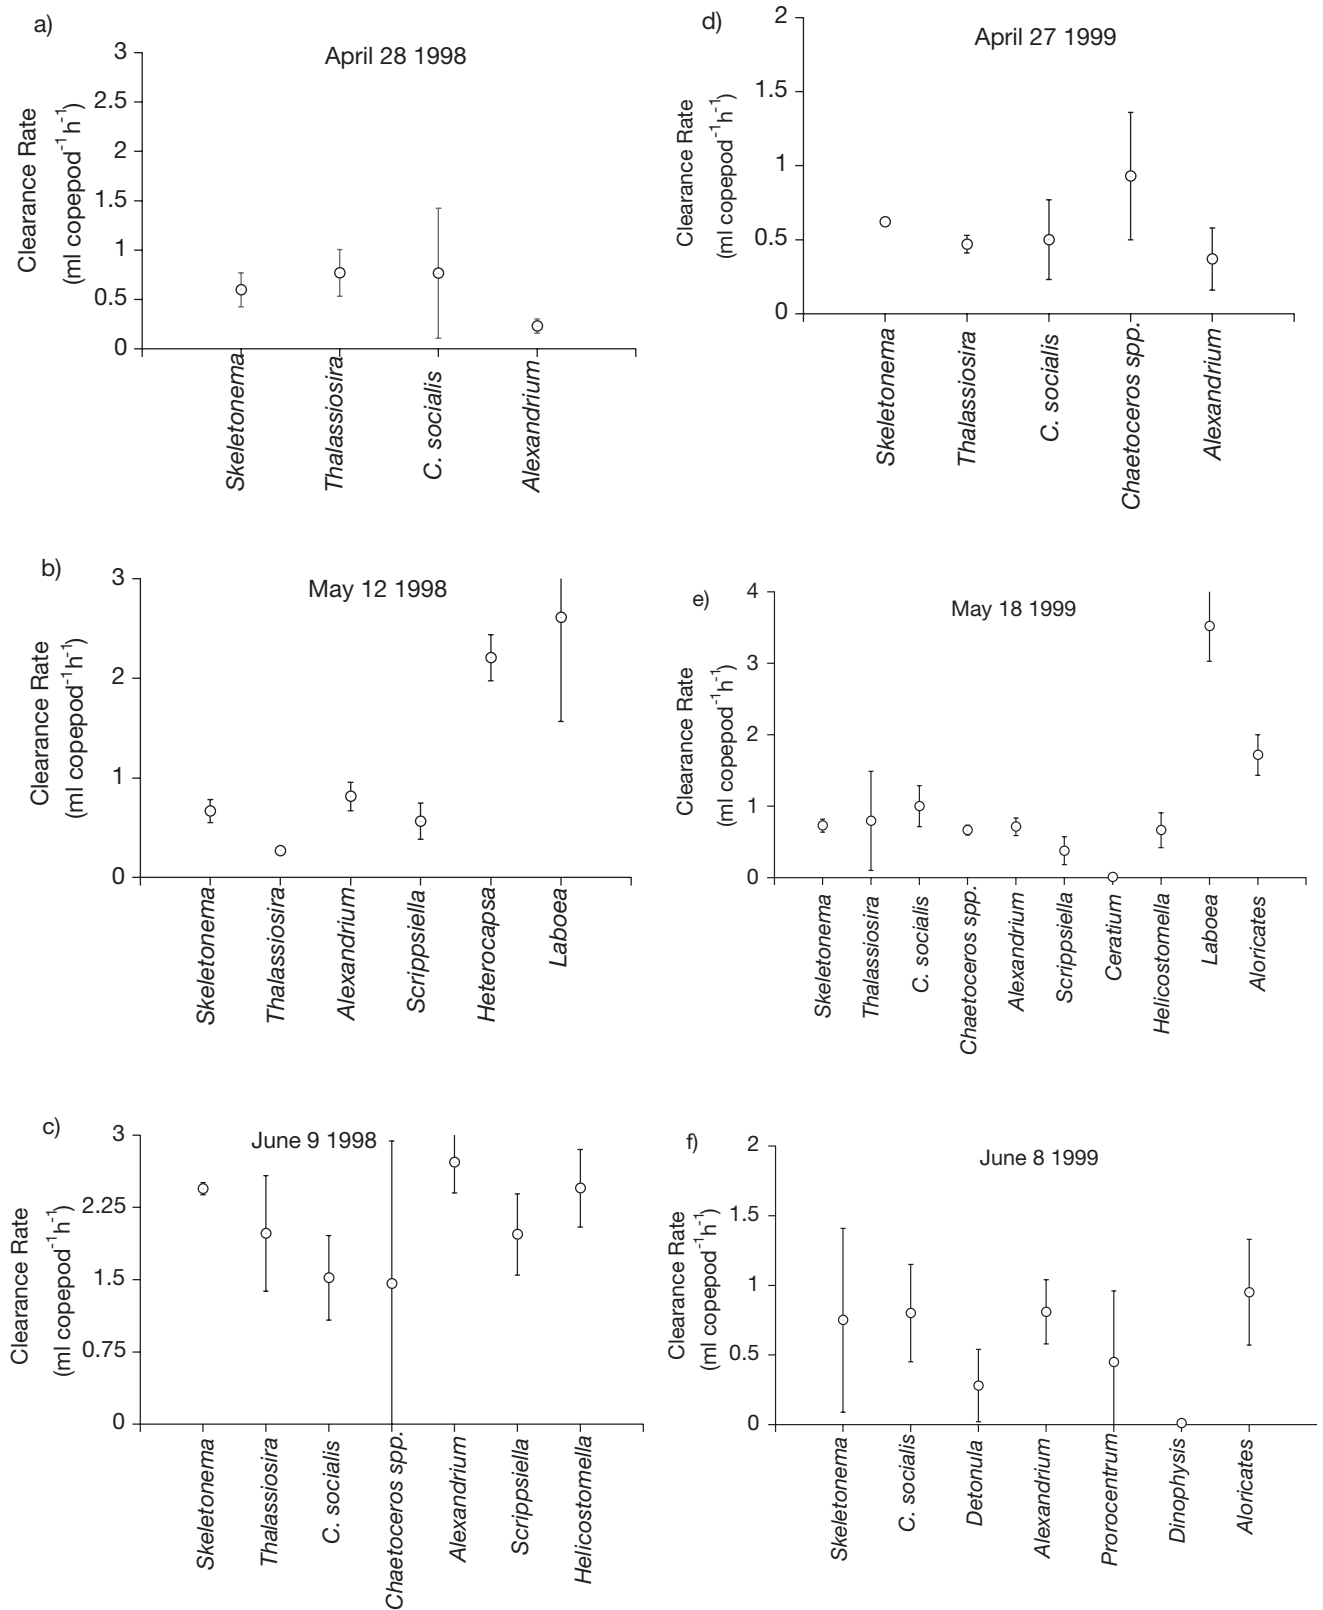 a)
April 28 1998
Clearance Rate
(ml copepod⁻¹h⁻¹)
3
2.5
2
1.5
1
0.5
0
Skeletonema
Thalassiosira
C. socialis
Alexandrium
d)
April 27 1999
Clearance Rate
(ml copepod⁻¹h⁻¹)
2
1.5
1
0.5
0
Skeletonema
Thalassiosira
C. socialis
Chaetoceros spp.
Alexandrium
b)
May 12 1998
Clearance Rate
(ml copepod⁻¹h⁻¹)
3
2
1
0
Skeletonema
Thalassiosira
Alexandrium
Scrippsiella
Heterocapsa
Laboea
e)
May 18 1999
Clearance Rate
(ml copepod⁻¹h⁻¹)
4
3
2
1
0
Skeletonema
Thalassiosira
C. socialis
Chaetoceros spp.
Alexandrium
Scrippsiella
Ceratium
Helicostomella
Laboea
Aloricates
c)
June 9 1998
Clearance Rate
(ml copepod⁻¹h⁻¹)
3
2.25
1.5
0.75
0
Skeletonema
Thalassiosira
C. socialis
Chaetoceros spp.
Alexandrium
Scrippsiella
Helicostomella
f)
June 8 1999
Clearance Rate
(ml copepod⁻¹h⁻¹)
2
1.5
1
0.5
0
Skeletonema
C. socialis
Detonula
Alexandrium
Prorocentrum
Dinophysis
Aloricates